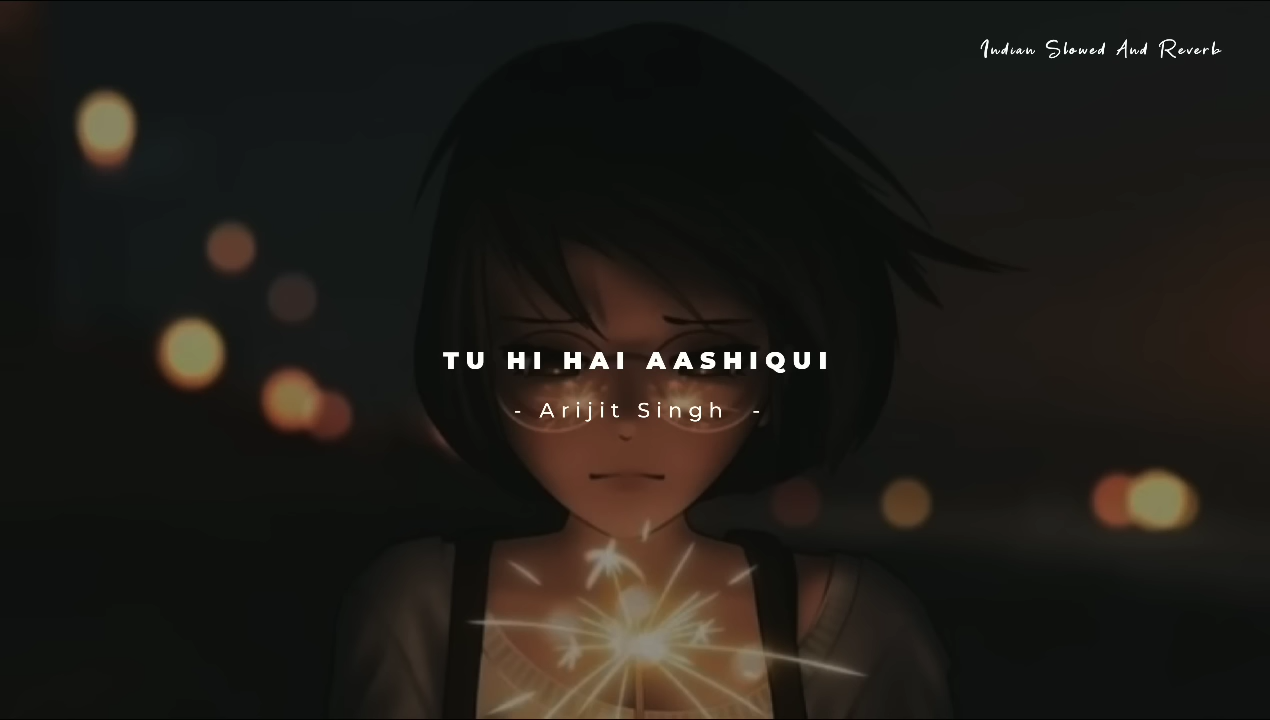 Indian Slowed And Reverb
TU HI HAI AASHIQUI
- Arijit Singh -